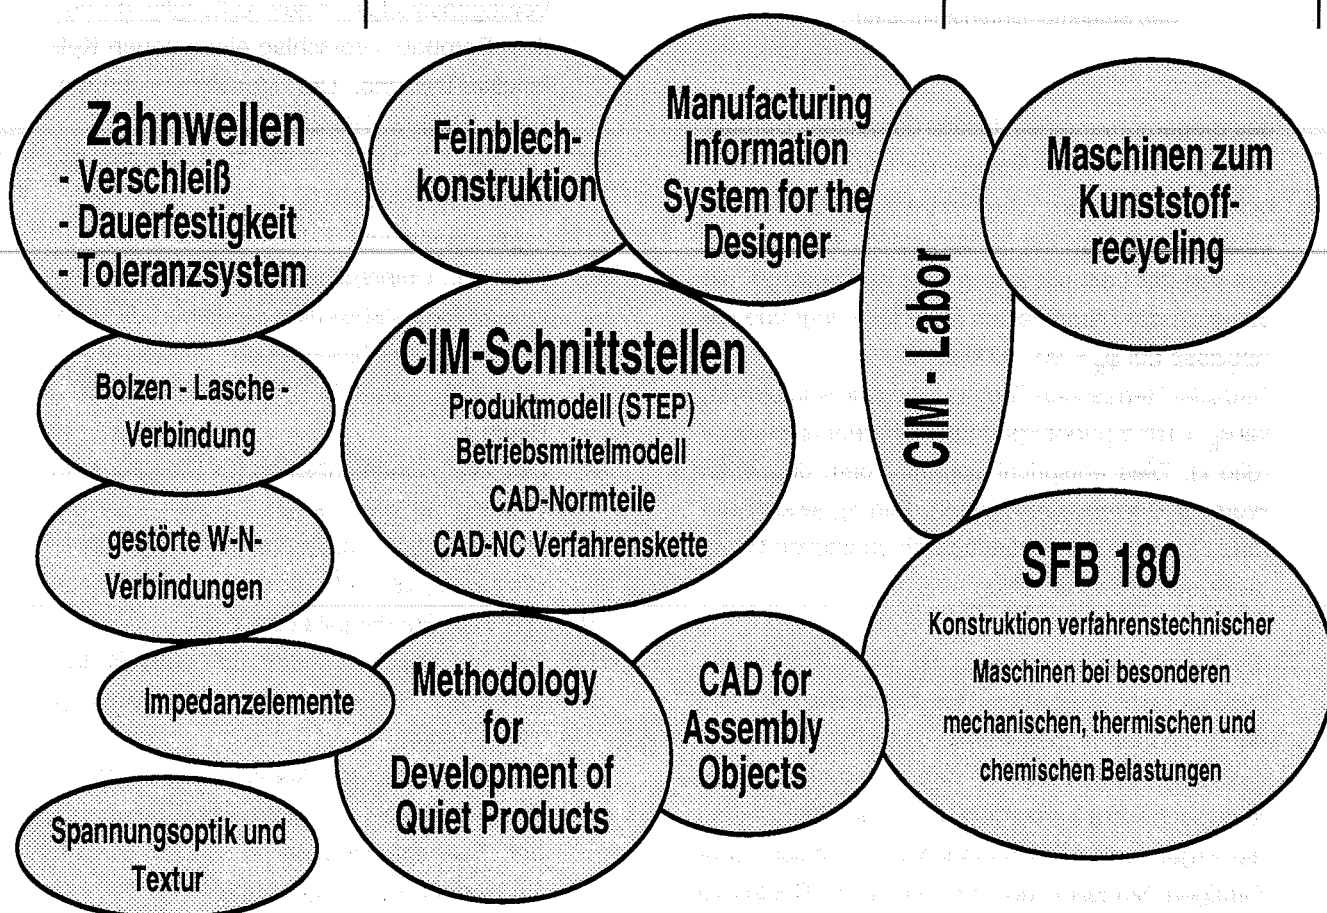 Zahnwellen
- Verschleiß
- Dauerfestigkeit
- Toleranzsystem
Feinblech-
konstruktion
Manufacturing
Information
System for the
Designer
CIM - Labor
Maschinen zum
Kunststoff-
recycling
Bolzen - Lasche -
Verbindung
CIM-Schnittstellen
Produktmodell (STEP)
Betriebsmittelmodell
CAD-Normteile
CAD-NC Verfahrenskette
gestörte W-N-
Verbindungen
SFB 180
Konstruktion verfahrenstechnischer
Maschinen bei besonderen
mechanischen, thermischen und
chemischen Belastungen
Impedanzelemente
Methodology
for
Development of
Quiet Products
CAD for
Assembly
Objects
Spannungsoptik und
Textur